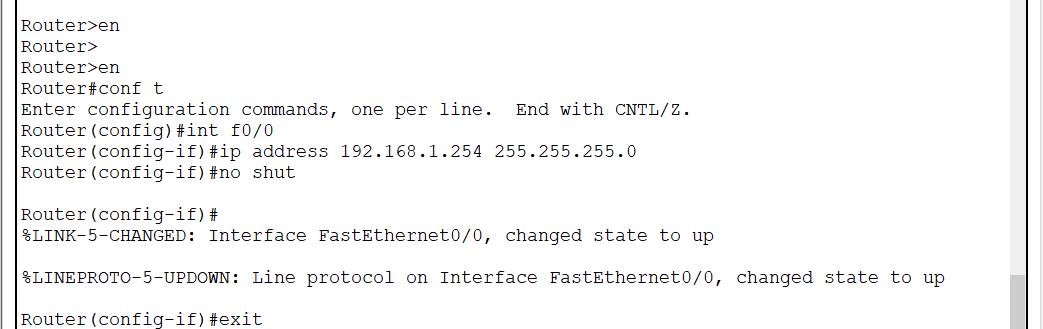 Router>en
Router>
Router>en
Router#conf t
Enter configuration commands, one per line.  End with CNTL/Z.
Router(config)#int f0/0
Router(config-if)#ip address 192.168.1.254 255.255.255.0
Router(config-if)#no shut
Router(config-if)#
%LINK-5-CHANGED: Interface FastEthernet0/0, changed state to up
%LINEPROTO-5-UPDOWN: Line protocol on Interface FastEthernet0/0, changed state to up
Router(config-if)#exit